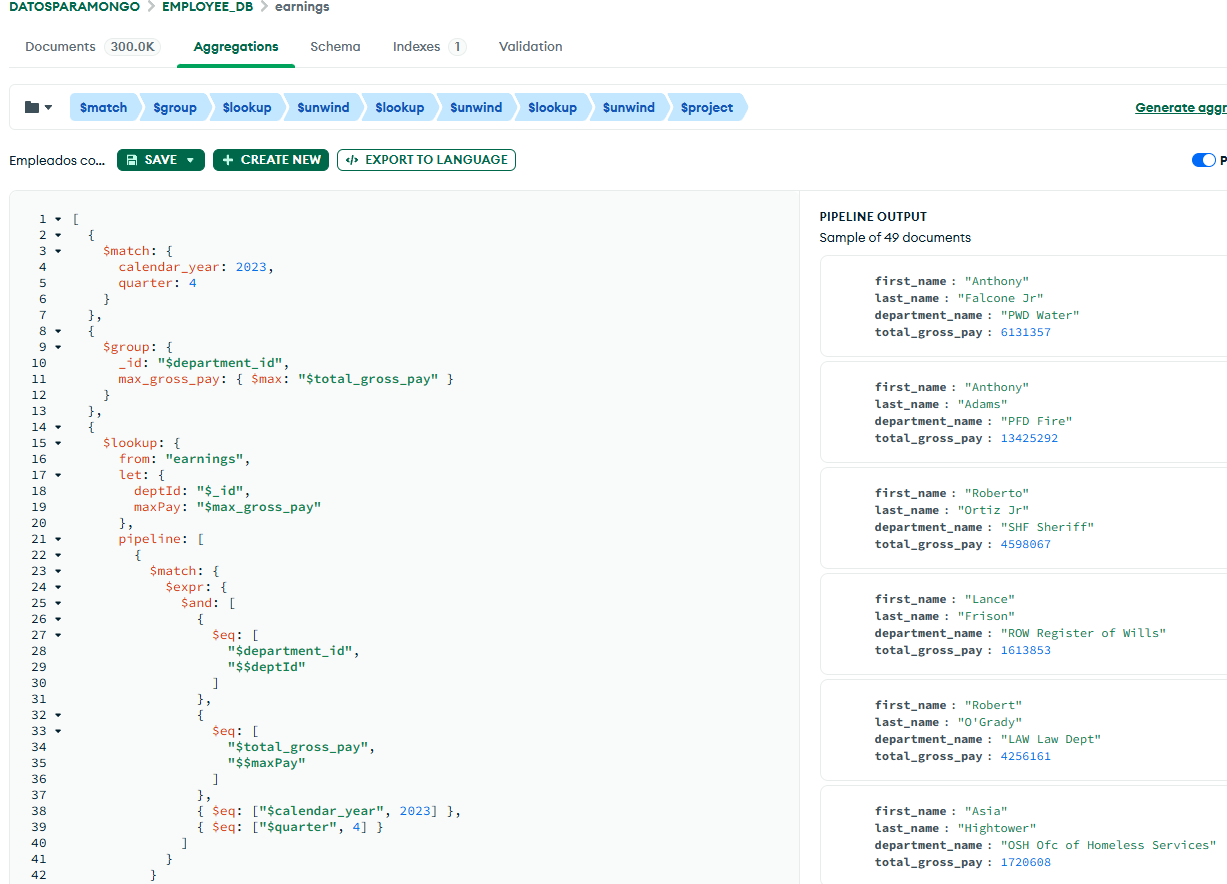 DATOSPARAMONGO > EMPLOYEE_DB > earnings
Documents 300.0K Aggregations Schema Indexes 1 Validation
$match $group $lookup $unwind $lookup $unwind $lookup $unwind $project
Generate aggr
Empleados co... SAVE CREATE NEW </> EXPORT TO LANGUAGE P
1 [
2 {
3 $match: {
4 calendar_year: 2023,
5 quarter: 4
6 }
7 },
8 {
9 $group: {
10 _id: "$department_id",
11 max_gross_pay: { $max: "$total_gross_pay" }
12 }
13 },
14 {
15 $lookup: {
16 from: "earnings",
17 let: {
18 deptId: "$_id",
19 maxPay: "$max_gross_pay"
20 },
21 pipeline: [
22 {
23 $match: {
24 $expr: {
25 $and: [
26 {
27 $eq: [
28 "$department_id",
29 "$$deptId"
30 ]
31 },
32 {
33 $eq: [
34 "$total_gross_pay",
35 "$$maxPay"
36 ]
37 },
38 { $eq: ["$calendar_year", 2023] },
39 { $eq: ["$quarter", 4] }
40 ]
41 }
42 }
PIPELINE OUTPUT
Sample of 49 documents
first_name : "Anthony"
last_name : "Falcone Jr"
department_name : "PWD Water"
total_gross_pay : 6131357
first_name : "Anthony"
last_name : "Adams"
department_name : "PFD Fire"
total_gross_pay : 13425292
first_name : "Roberto"
last_name : "Ortiz Jr"
department_name : "SHF Sheriff"
total_gross_pay : 4598067
first_name : "Lance"
last_name : "Frison"
department_name : "ROW Register of Wills"
total_gross_pay : 1613853
first_name : "Robert"
last_name : "O'Grady"
department_name : "LAW Law Dept"
total_gross_pay : 4256161
first_name : "Asia"
last_name : "Hightower"
department_name : "OSH Ofc of Homeless Services"
total_gross_pay : 1720608